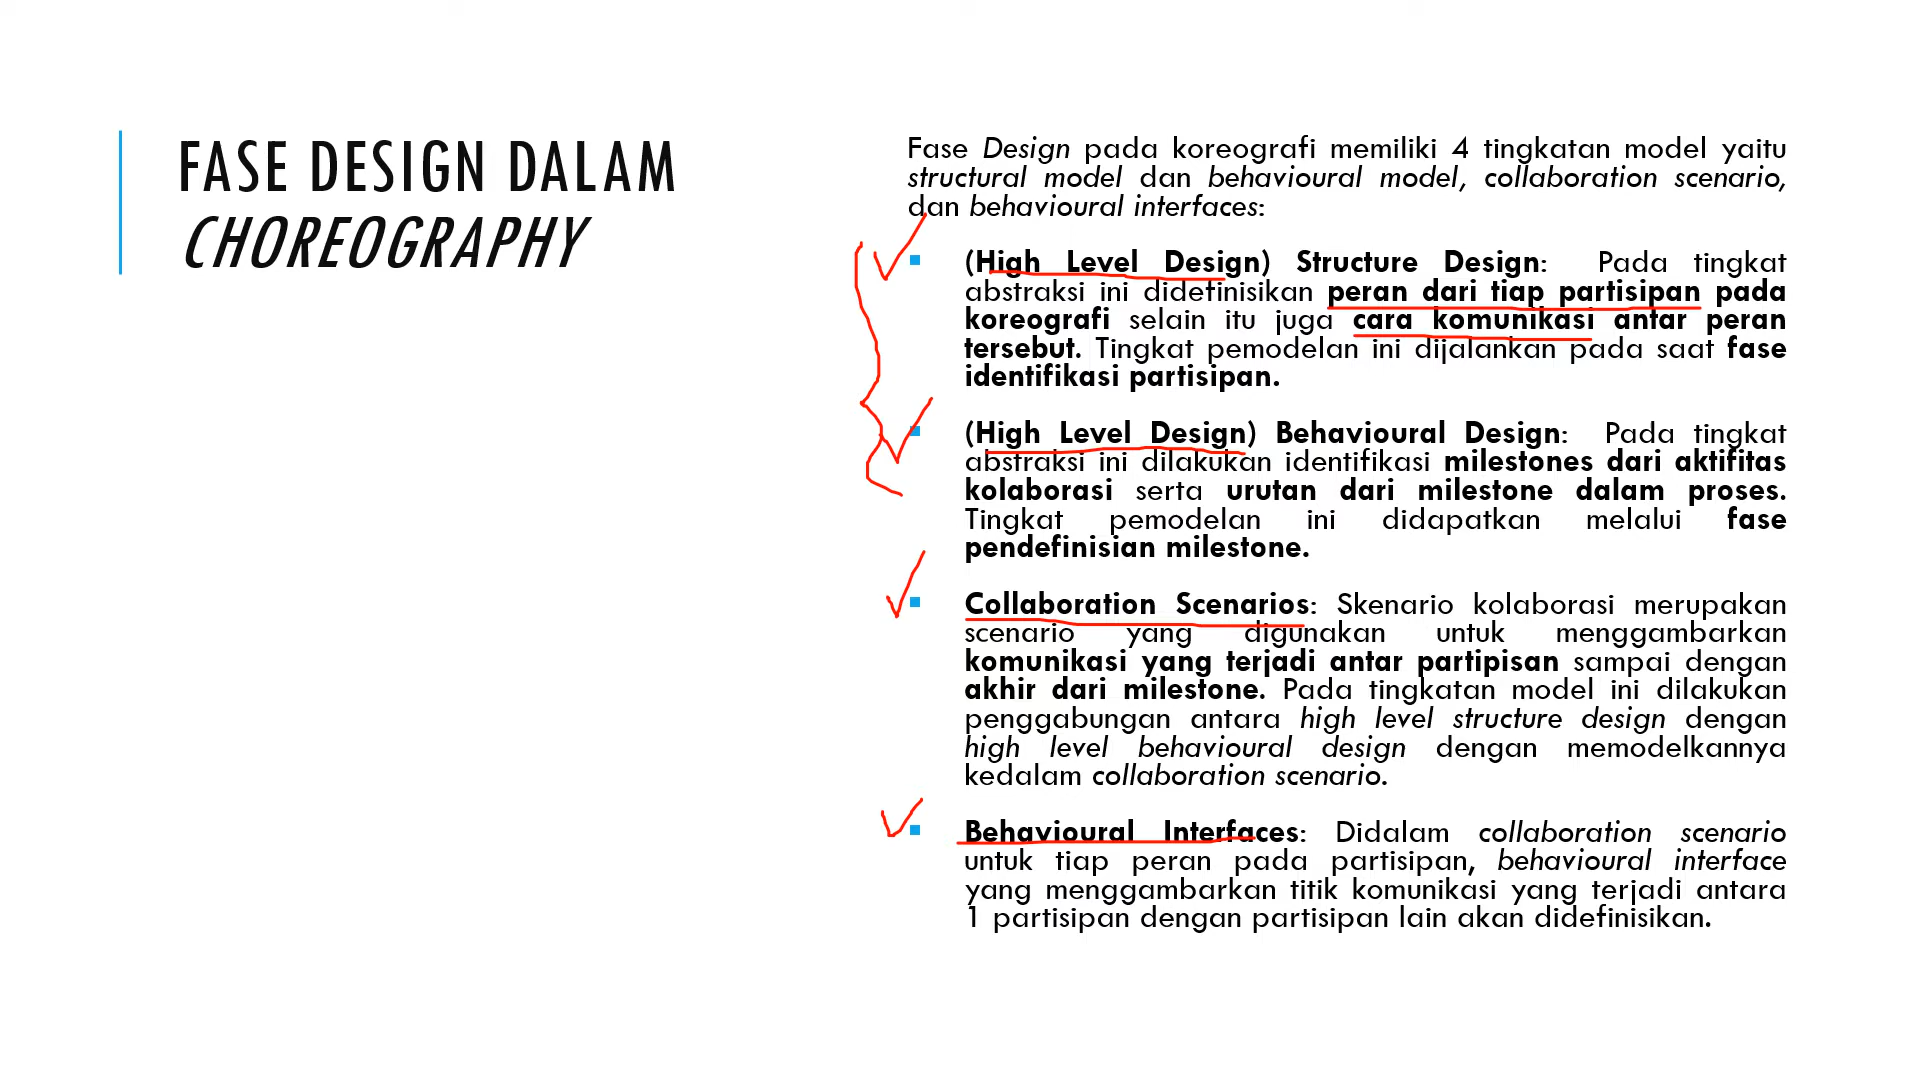 FASE DESIGN DALAM
CHOREOGRAPHY
Fase Design pada koreografi memiliki 4 tingkatan model yaitu
structural model dan behavioural model, collaboration scenario,
dan behavioural interfaces:
(High Level Design) Structure Design: Pada tingkat
abstraksi ini didefinisikan peran dari tiap partisipan pada
koreografi selain itu juga cara komunikasi antar peran
tersebut. Tingkat pemodelan ini dijalankan pada saat fase
identifikasi partisipan.
(High Level Design) Behavioural Design: Pada tingkat
abstraksi ini dilakukan identifikasi milestones dari aktifitas
kolaborasi serta urutan dari milestone dalam proses.
Tingkat pemodelan ini didapatkan melalui fase
pendefinisian milestone.
Collaboration Scenarios: Skenario kolaborasi merupakan
scenario yang digunakan untuk menggambarkan
komunikasi yang terjadi antar partipisan sampai dengan
akhir dari milestone. Pada tingkatan model ini dilakukan
penggabungan antara high level structure design dengan
high level behavioural design dengan memodelkannya
kedalam collaboration scenario.
Behavioural Interfaces: Didalam collaboration scenario
untuk tiap peran pada partisipan, behavioural interface
yang menggambarkan titik komunikasi yang terjadi antara
1 partisipan dengan partisipan lain akan didefinisikan.